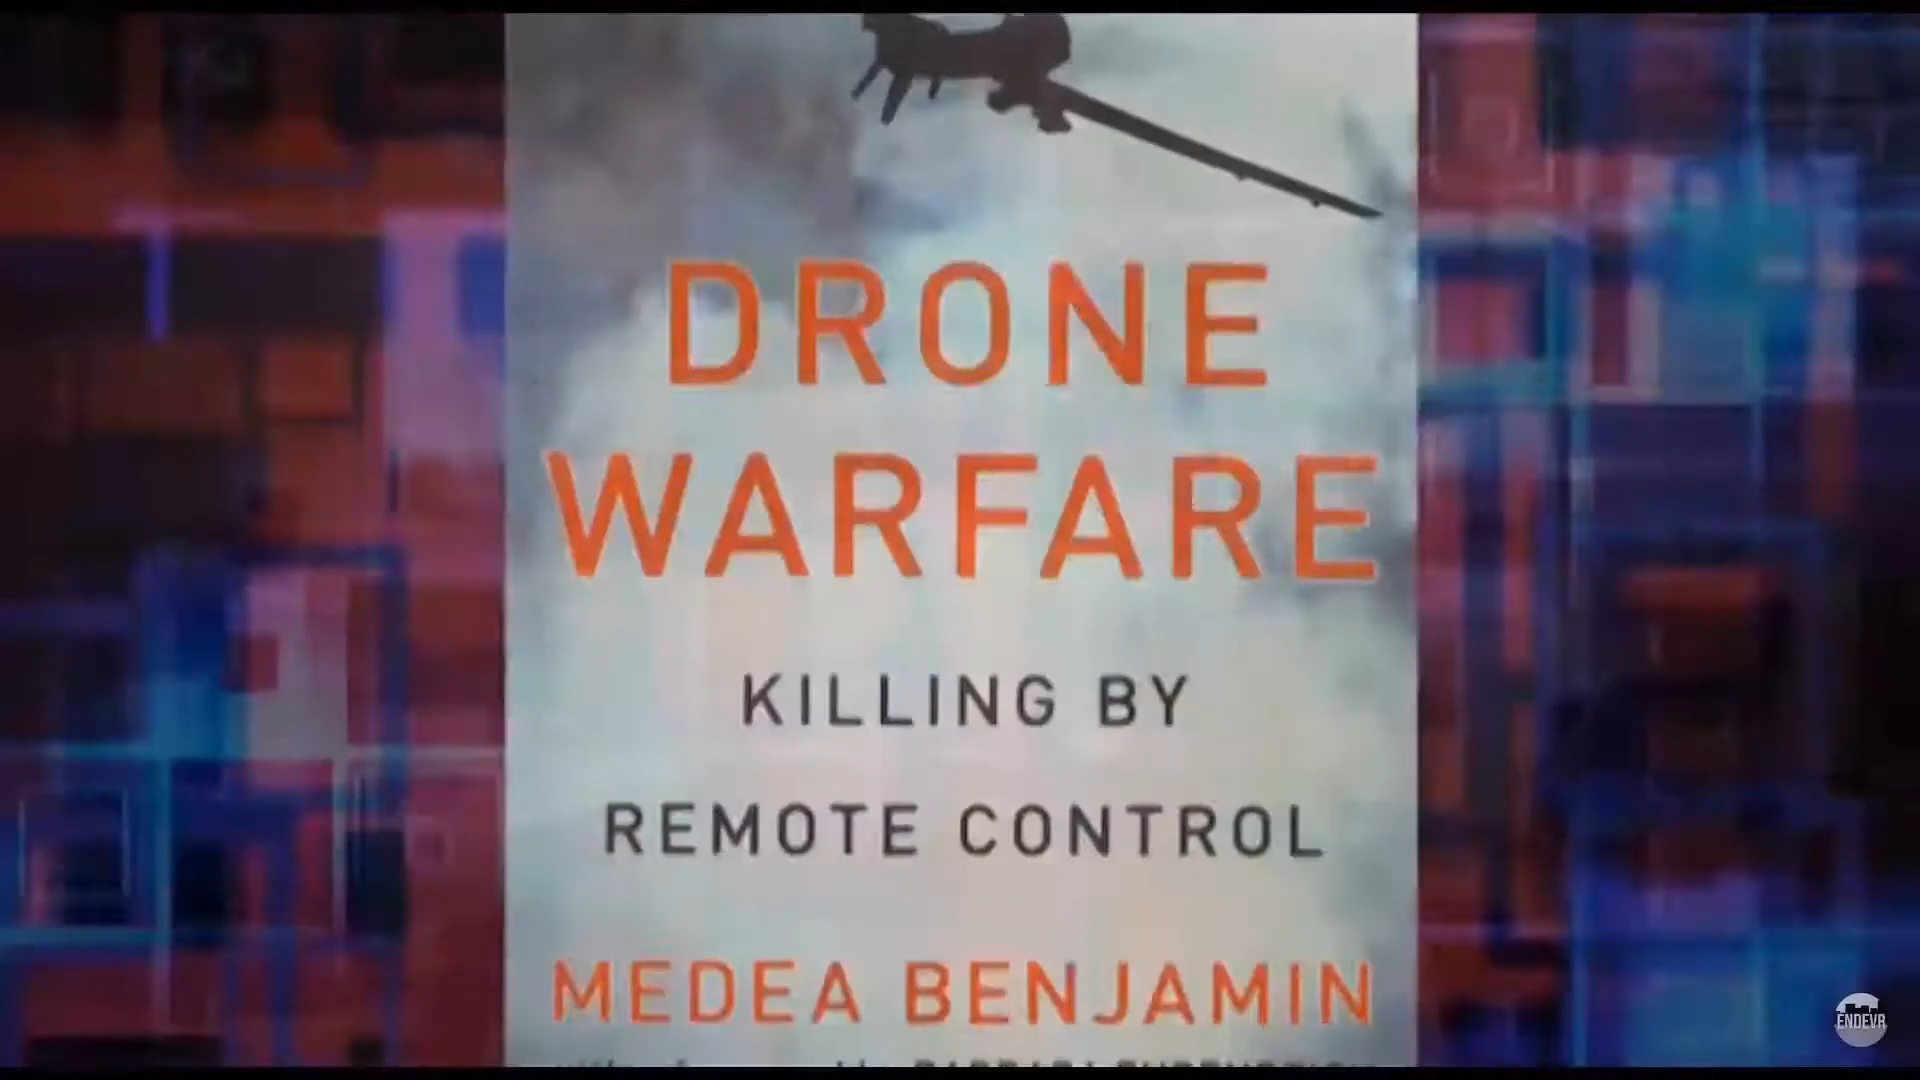 DRONE
WARFARE
KILLING BY
REMOTE CONTROL
MEDEA BENJAMIN
ENDEVR